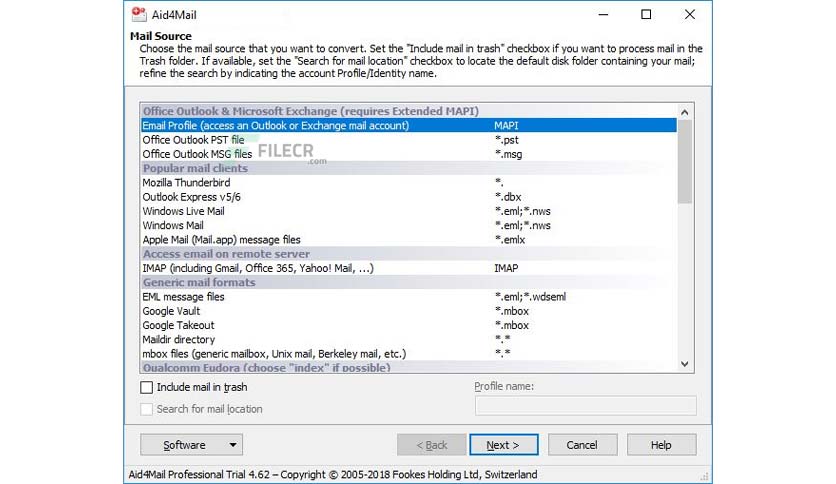 Aid4Mail
Mail Source
Choose the mail source that you want to convert. Set the "Include mail in trash" checkbox if you want to process mail in the
Trash folder. If available, set the "Search for mail location" checkbox to locate the default disk folder containing your mail;
refine the search by indicating the account Profile/Identity name.
Office Outlook & Microsoft Exchange (requires Extended MAPI)
Email Profile (access an Outlook or Exchange mail account) MAPI
Office Outlook PST file *.pst
Office Outlook MSG files *.msg
FILECR
.com
Popular mail clients
Mozilla Thunderbird *.
Outlook Express v5/6 *.dbx
Windows Live Mail *.eml;*.nws
Windows Mail *.eml;*.nws
Apple Mail (Mail.app) message files *.emlx
Access email on remote server
IMAP (including Gmail, Office 365, Yahoo! Mail, ...) IMAP
Generic mail formats
EML message files *.eml;*.wdseml
Google Vault *.mbox
Google Takeout *.mbox
Maildir directory *.*
mbox files (generic mailbox, Unix mail, Berkeley mail, etc.) *.*
Qualcomm Eudora (choose "index" if possible)
Include mail in trash
Profile name:
Search for mail location
Software < Back Next > Cancel Help
Aid4Mail Professional Trial 4.62 – Copyright © 2005-2018 Fookes Holding Ltd, Switzerland